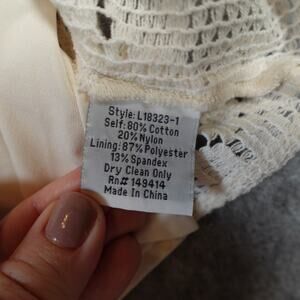 Style: L18323-1
Self: 80% Cotton
20% Nylon
Lining: 87% Polyester
13% Spandex
Dry Clean Only
Rn# 149414
Made In China